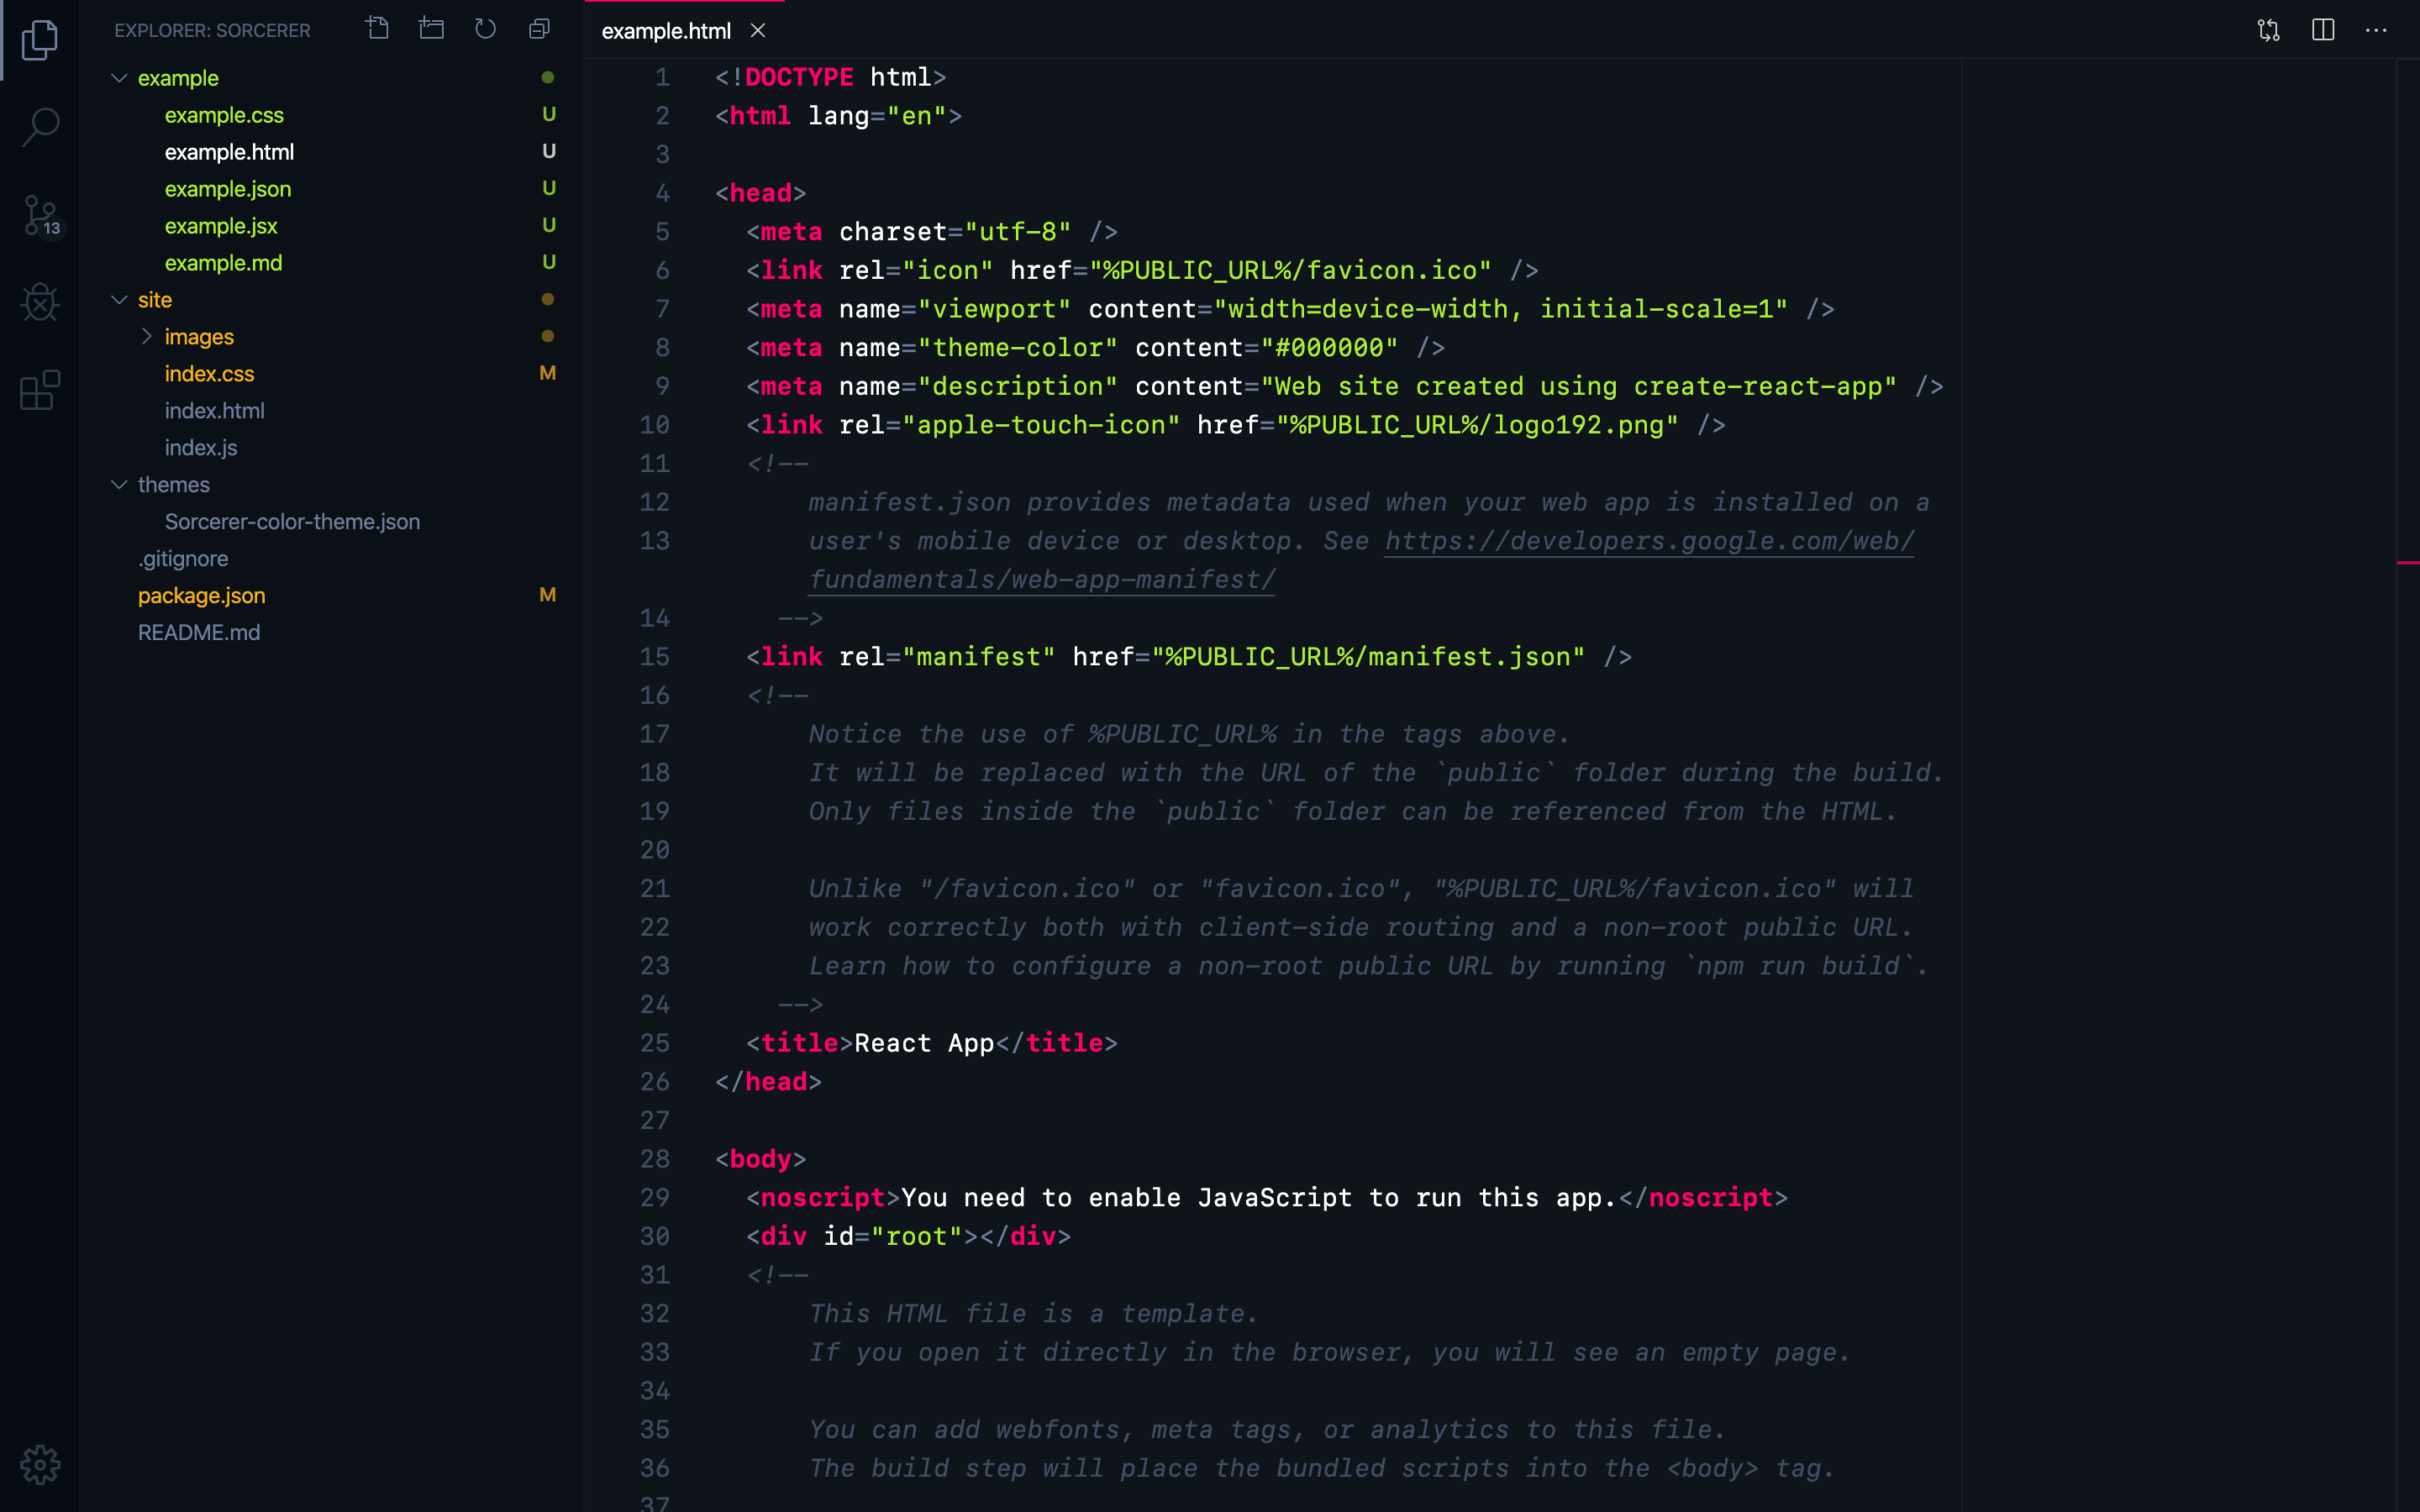 EXPLORER: SORCERER
example
example.css U
example.html U
example.json U
example.jsx U
example.md U
site
images
index.css M
index.html
index.js
themes
Sorcerer-color-theme.json
.gitignore
package.json M
README.md
13
example.html
1 <!DOCTYPE html>
2 <html lang="en">
3
4 <head>
5 <meta charset="utf-8" />
6 <link rel="icon" href="%PUBLIC_URL%/favicon.ico" />
7 <meta name="viewport" content="width=device-width, initial-scale=1" />
8 <meta name="theme-color" content="#000000" />
9 <meta name="description" content="Web site created using create-react-app" />
10 <link rel="apple-touch-icon" href="%PUBLIC_URL%/logo192.png" />
11 <!--
12 manifest.json provides metadata used when your web app is installed on a
13 user's mobile device or desktop. See https://developers.google.com/web/
fundamentals/web-app-manifest/
14 -->
15 <link rel="manifest" href="%PUBLIC_URL%/manifest.json" />
16 <!--
17 Notice the use of %PUBLIC_URL% in the tags above.
18 It will be replaced with the URL of the `public` folder during the build.
19 Only files inside the `public` folder can be referenced from the HTML.
20
21 Unlike "/favicon.ico" or "favicon.ico", "%PUBLIC_URL%/favicon.ico" will
22 work correctly both with client-side routing and a non-root public URL.
23 Learn how to configure a non-root public URL by running `npm run build`.
24 -->
25 <title>React App</title>
26 </head>
27
28 <body>
29 <noscript>You need to enable JavaScript to run this app.</noscript>
30 <div id="root"></div>
31 <!--
32 This HTML file is a template.
33 If you open it directly in the browser, you will see an empty page.
34
35 You can add webfonts, meta tags, or analytics to this file.
36 The build step will place the bundled scripts into the <body> tag.
37